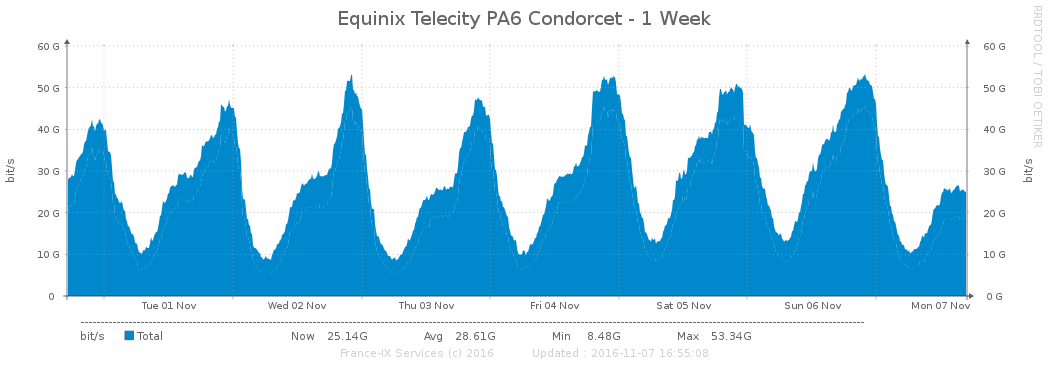 Equinix Telecity PA6 Condorcet - 1 Week
RRDTOOL / TOBI OETIKER
bit/s
60 G 60 G
50 G 50 G
40 G 40 G
30 G 30 G
20 G 20 G
10 G 10 G
0 0 G
bit/s
Tue 01 Nov Wed 02 Nov Thu 03 Nov Fri 04 Nov Sat 05 Nov Sun 06 Nov Mon 07 Nov
bit/s Total Now 25.14G Avg 28.61G Min 8.48G Max 53.34G
France-IX Services (c) 2016 Updated : 2016-11-07 16:55:08